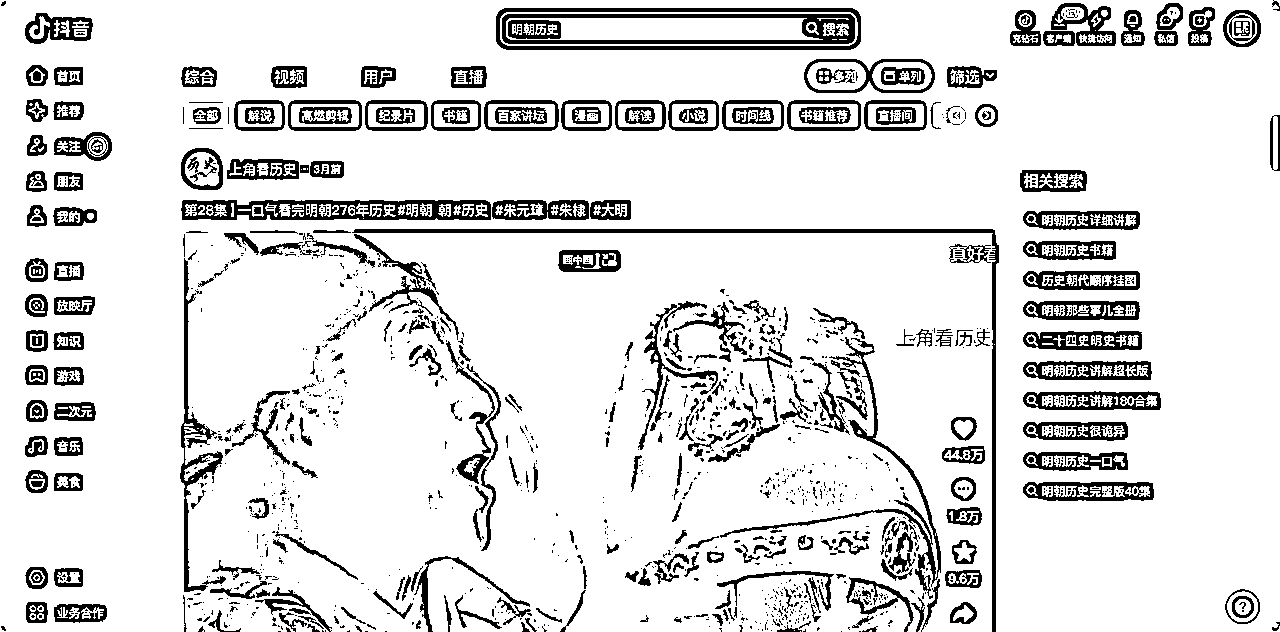 抖音
明朝历史
搜索
充钻石
客户端
快捷访问
通知
私信
投稿
首页
推荐
关注
朋友
我的
直播
放映厅
知识
游戏
二次元
音乐
美食
设置
业务合作
综合
视频
用户
直播
多列
单列
筛选
全部
解说
高燃剪辑
纪录片
书籍
百家讲坛
漫画
解读
小说
时间线
书籍推荐
直播间
上角看历史 · 3月前
第28集 | 一口气看完明朝276年历史 #明朝 朝#历史 #朱元璋 #朱棣 #大明
画中画
真好看
上角看历史
44.8万
1.8万
9.6万
相关搜索
明朝历史详细讲解
明朝历史书籍
历史朝代顺序挂图
明朝那些事儿全册
二十四史明史书籍
明朝历史讲解超长版
明朝历史讲解180合集
明朝历史很诡异
明朝历史一口气
明朝历史完整版40集